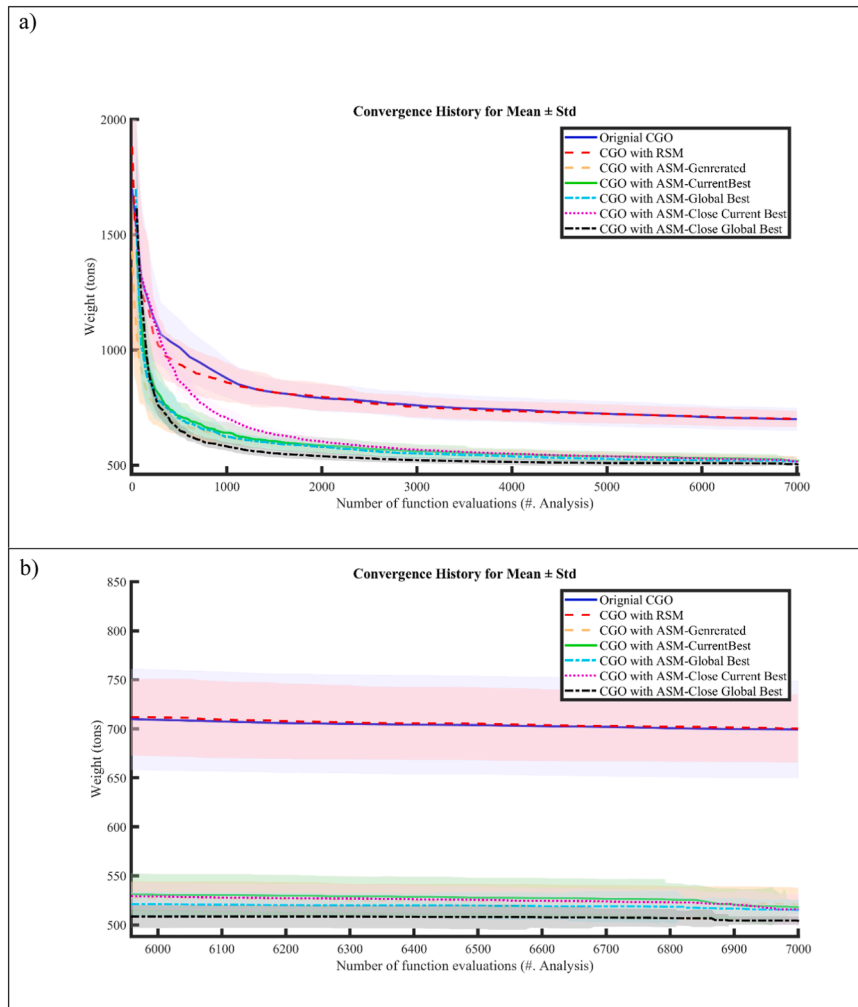 a)
Convergence History for Mean ± Std
2000
1500
1000
500
Weight (tons)
Orignial CGO
CGO with RSM
CGO with ASM-Genrerated
CGO with ASM-CurrentBest
CGO with ASM-Global Best
CGO with ASM-Close Current Best
CGO with ASM-Close Global Best
0 1000 2000 3000 4000 5000 6000 7000
Number of function evaluations (#. Analysis)
b)
Convergence History for Mean ± Std
850
800
750
700
650
600
550
500
Weight (tons)
Orignial CGO
CGO with RSM
CGO with ASM-Genrerated
CGO with ASM-CurrentBest
CGO with ASM-Global Best
CGO with ASM-Close Current Best
CGO with ASM-Close Global Best
6000 6100 6200 6300 6400 6500 6600 6700 6800 6900 7000
Number of function evaluations (#. Analysis)